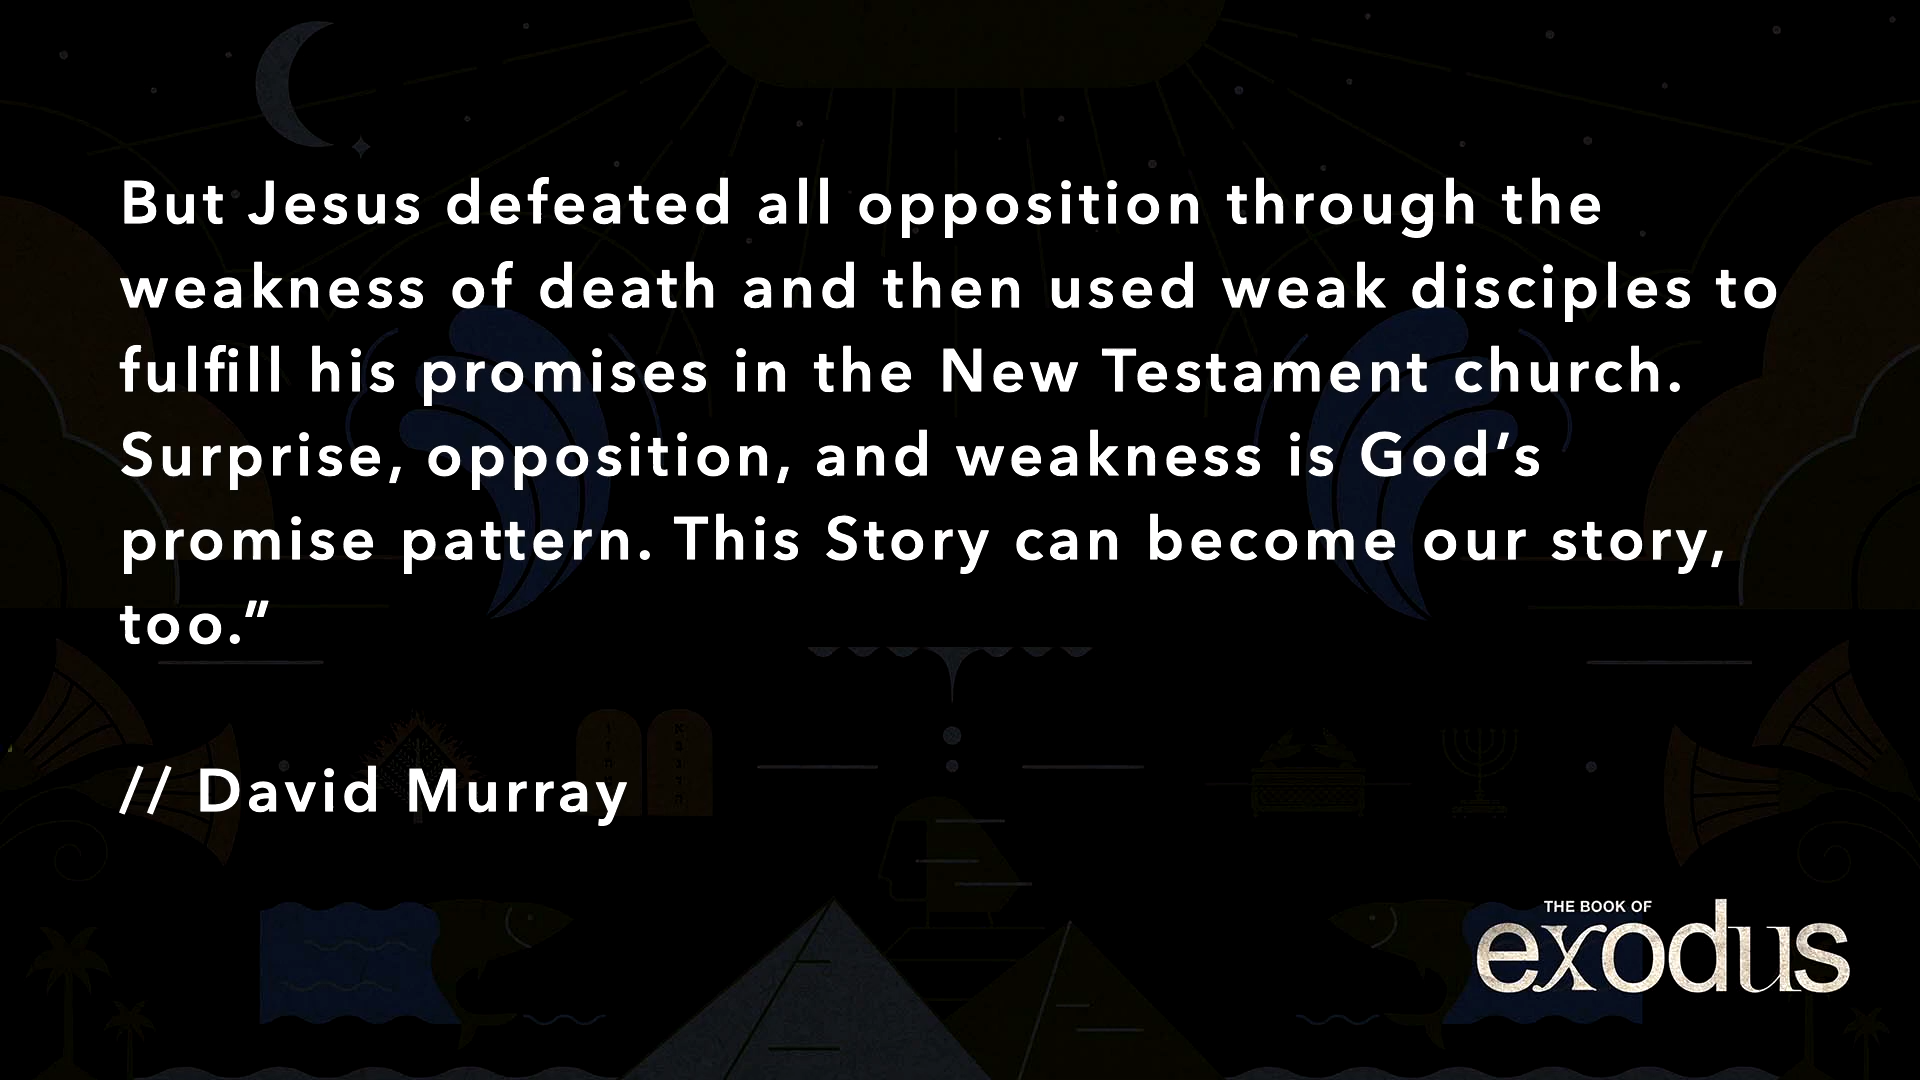 But Jesus defeated all opposition through the
weakness of death and then used weak disciples to
fulfill his promises in the New Testament church.
Surprise, opposition, and weakness is God’s
promise pattern. This Story can become our story,
too.”
// David Murray
THE BOOK OF
exodus